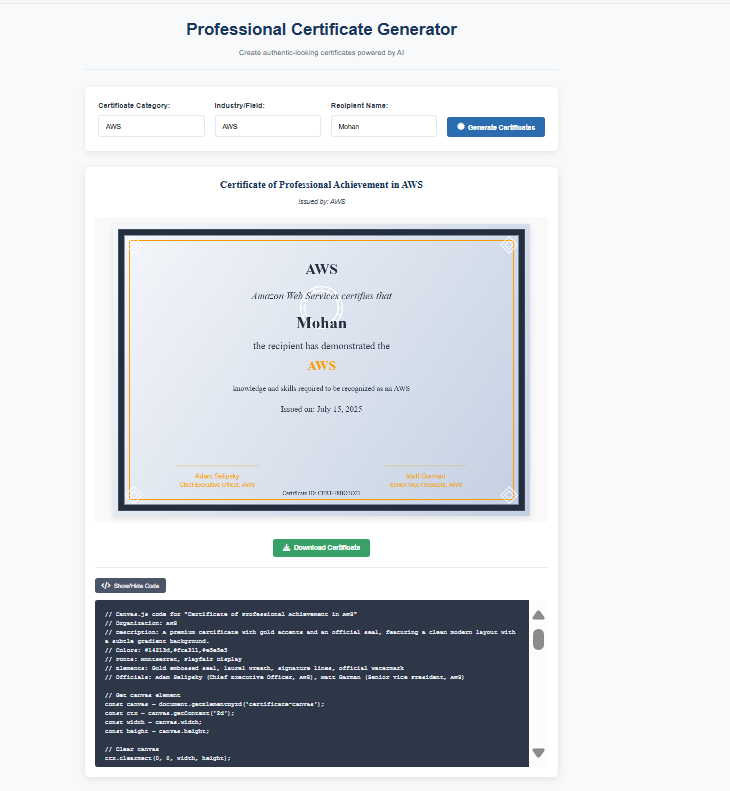 Professional Certificate Generator
Create authentic-looking certificates powered by AI
Certificate Category:
Industry/Field:
Recipient Name:
AWS
AWS
Mohan
Generate Certificates
Certificate of Professional Achievement in AWS
Issued by: AWS
AWS
Amazon Web Services certifies that
Mohan
the recipient has demonstrated the
AWS
knowledge and skills required to be recognized as an AWS
Issued on: July 15, 2025
Adam Selipsky
Chief Executive Officer, AWS
Matt Garman
Senior Vice President, AWS
Certificate ID:
Download Certificate
</> Show/Hide Code
// Canvas.js code for "Certificate of Professional Achievement in AWS"
// Organization: AWS
// Description: A premium certificate with gold accents and an official seal, featuring a clean modern layout with
a subtle gradient background.
// Colors: #14213d,#fca311,#e5e5e5
// Fonts: Montserrat, Playfair Display
// Elements: Gold embossed seal, laurel wreath, signature lines, official watermark
// Officials: Adam Selipsky (Chief Executive Officer, AWS), Matt Garman (Senior Vice President, AWS)
// Get canvas element
const canvas = document.getElementById('certificate-canvas');
const ctx = canvas.getContext('2d');
const width = canvas.width;
const height = canvas.height;
// Clear canvas
ctx.clearRect(0, 0, width, height);